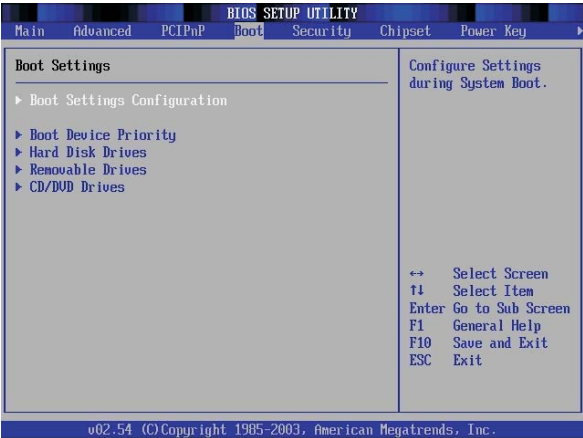 BIOS SETUP UTILITY
Main Advanced PCIPnP Boot Security Chipset Power Key
Boot Settings
Boot Settings Configuration
Boot Device Priority
Hard Disk Drives
Removable Drives
CD/DVD Drives
Configure Settings
during System Boot.
↔ Select Screen
↑↓ Select Item
Enter Go to Sub Screen
F1 General Help
F10 Save and Exit
ESC Exit
v02.54 (C)Copyright 1985-2003, American Megatrends, Inc.